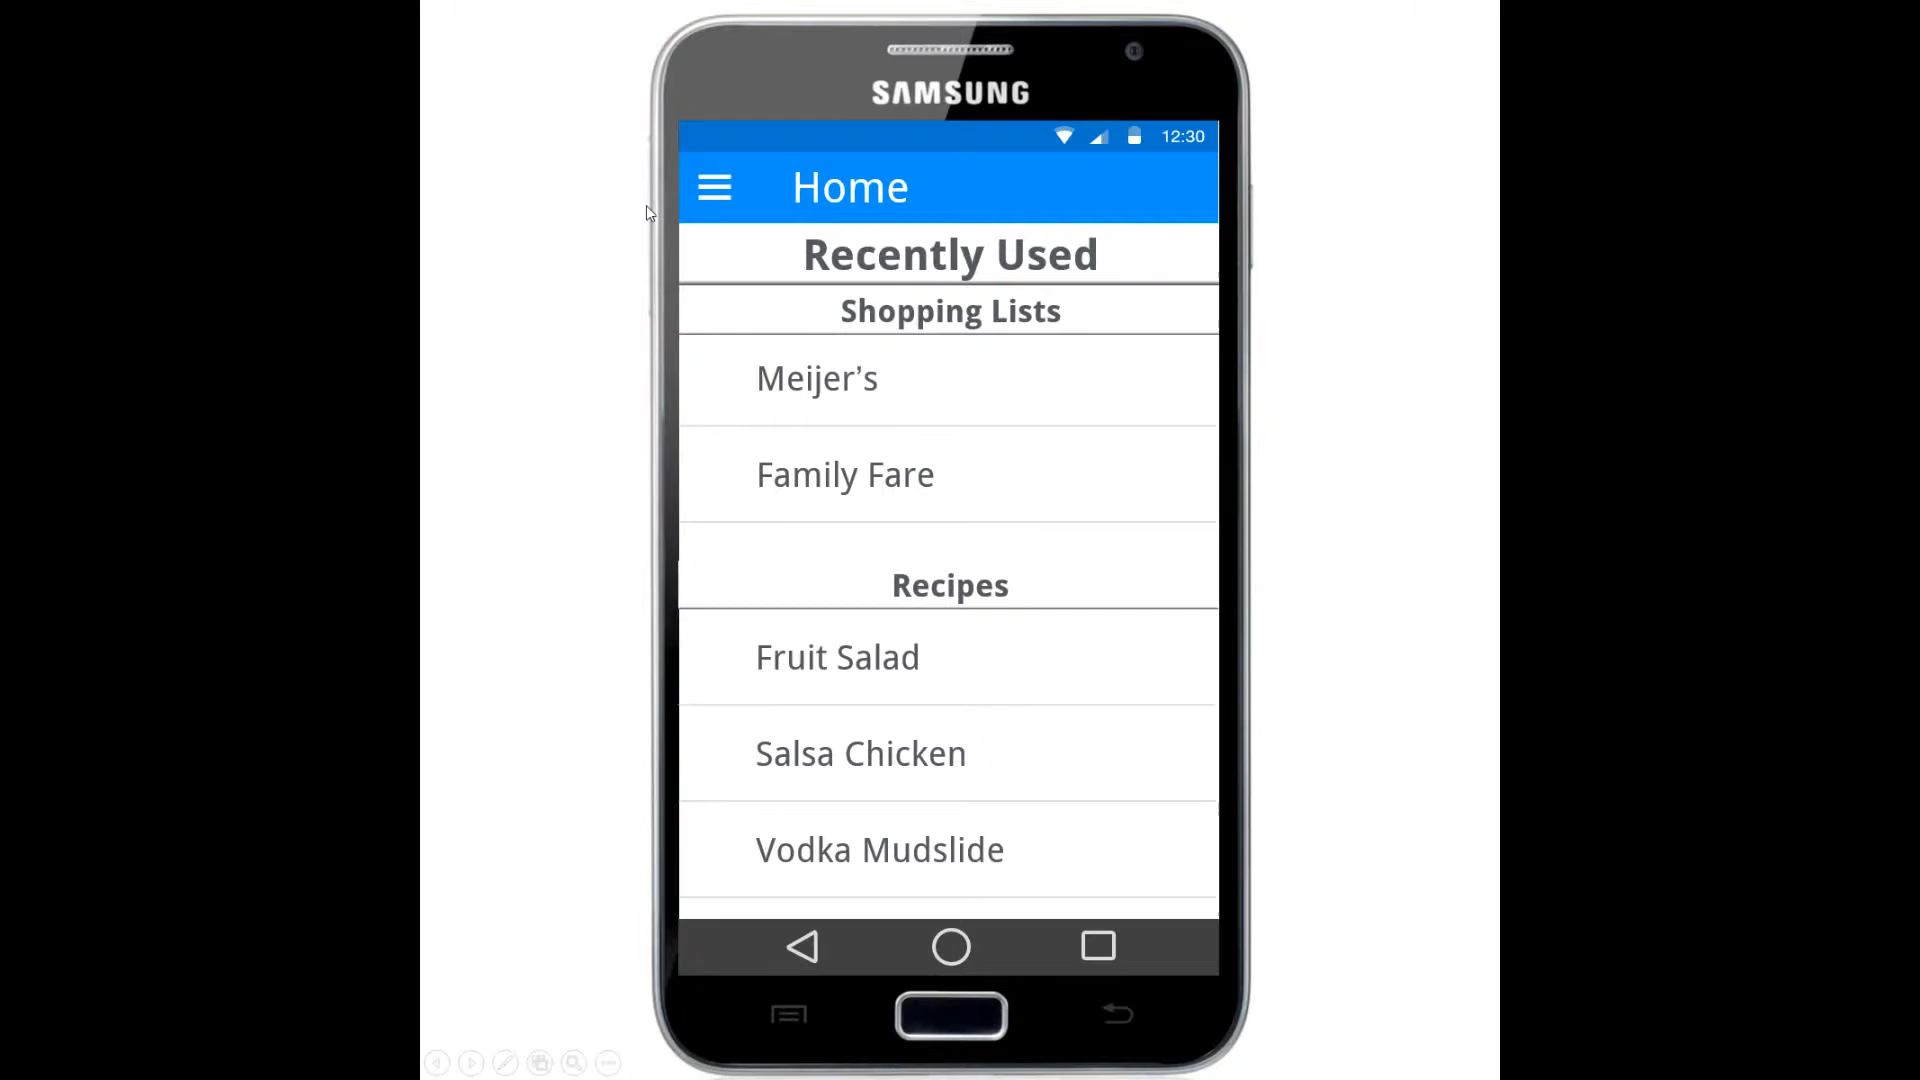 SAMSUNG
12:30
Home
Recently Used
Shopping Lists
Meijer’s
Family Fare
Recipes
Fruit Salad
Salsa Chicken
Vodka Mudslide